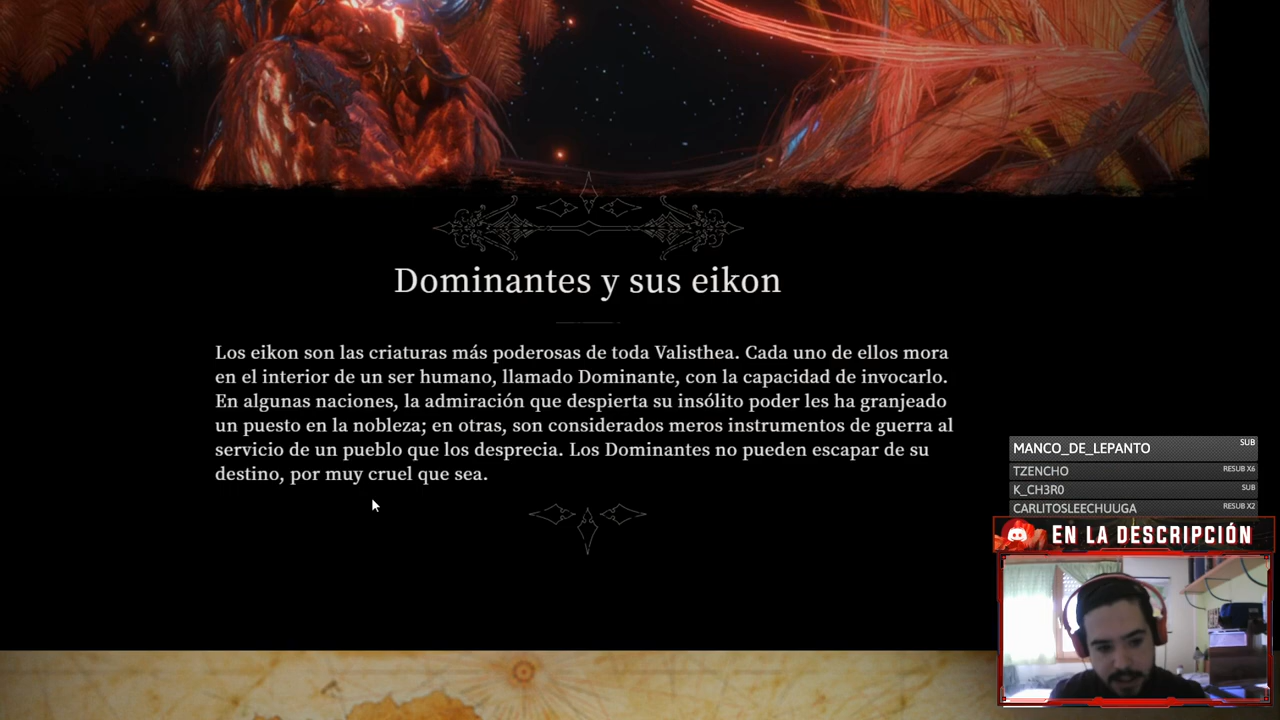 Dominantes y sus eikon
Los eikon son las criaturas más poderosas de toda Valisthea. Cada uno de ellos mora
en el interior de un ser humano, llamado Dominante, con la capacidad de invocarlo.
En algunas naciones, la admiración que despierta su insólito poder les ha granjeado
un puesto en la nobleza; en otras, son considerados meros instrumentos de guerra al
servicio de un pueblo que los desprecia. Los Dominantes no pueden escapar de su
destino, por muy cruel que sea.
MANCO_DE_LEPANTO SUB
TZENCHO RESUB X6
K_CH3R0 SUB
CARLITOSLEECHUUGA RESUB X2
EN LA DESCRIPCIÓN